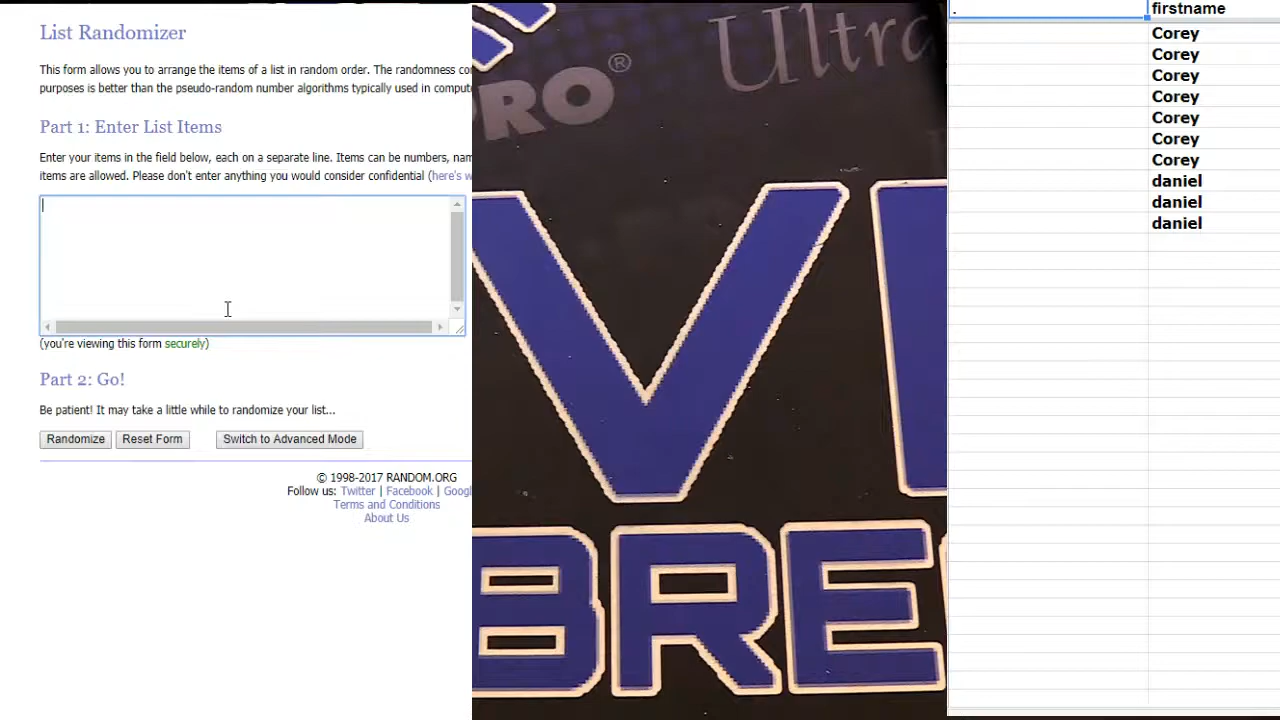 List Randomizer
This form allows you to arrange the items of a list in random order. The randomness
purposes is better than the pseudo-random number algorithms typically used in
Part 1: Enter List Items
Enter your items in the field below, each on a separate line. Items can be numbers,
items are allowed. Please don't enter anything you would consider confidential (here's
(you're viewing this form securely)
Part 2: Go!
Be patient! It may take a little while to randomize your list...
Randomize Reset Form Switch to Advanced Mode
© 1998-2017 RANDOM.ORG
Follow us: Twitter | Facebook |
Terms and Conditions
About Us
PRO® Ultra
V
BRE
. firstname
Corey
Corey
Corey
Corey
Corey
Corey
Corey
daniel
daniel
daniel